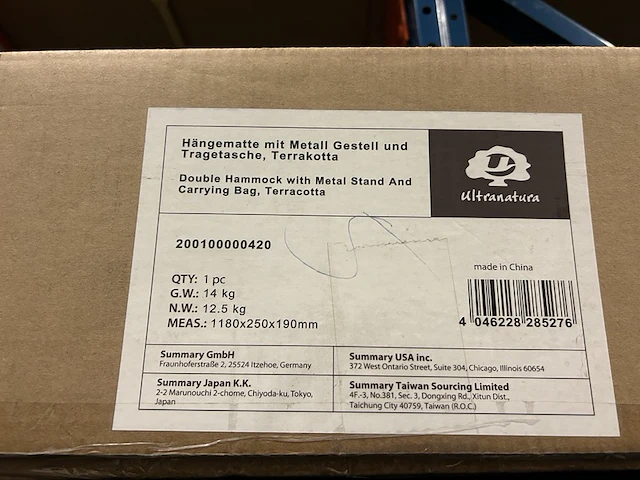 Hängematte mit Metall Gestell und
Tragetasche, Terrakotta
Double Hammock with Metal Stand And
Carrying Bag, Terracotta
U
Ultranatura
200100000420
QTY: 1 pc
G.W.: 14 kg
N.W.: 12.5 kg
MEAS.: 1180x250x190mm
made in China
4 046228 285276
Summary GmbH
Fraunhoferstraße 2, 25524 Itzehoe, Germany
Summary USA inc.
372 West Ontario Street, Suite 304, Chicago, Illinois 60654
Summary Japan K.K.
2-2 Marunouchi 2-chome, Chiyoda-ku, Tokyo,
Japan
Summary Taiwan Sourcing Limited
4F.-3, No.381, Sec. 3, Dongxing Rd., Xitun Dist.,
Taichung City 40759, Taiwan (R.O.C.)